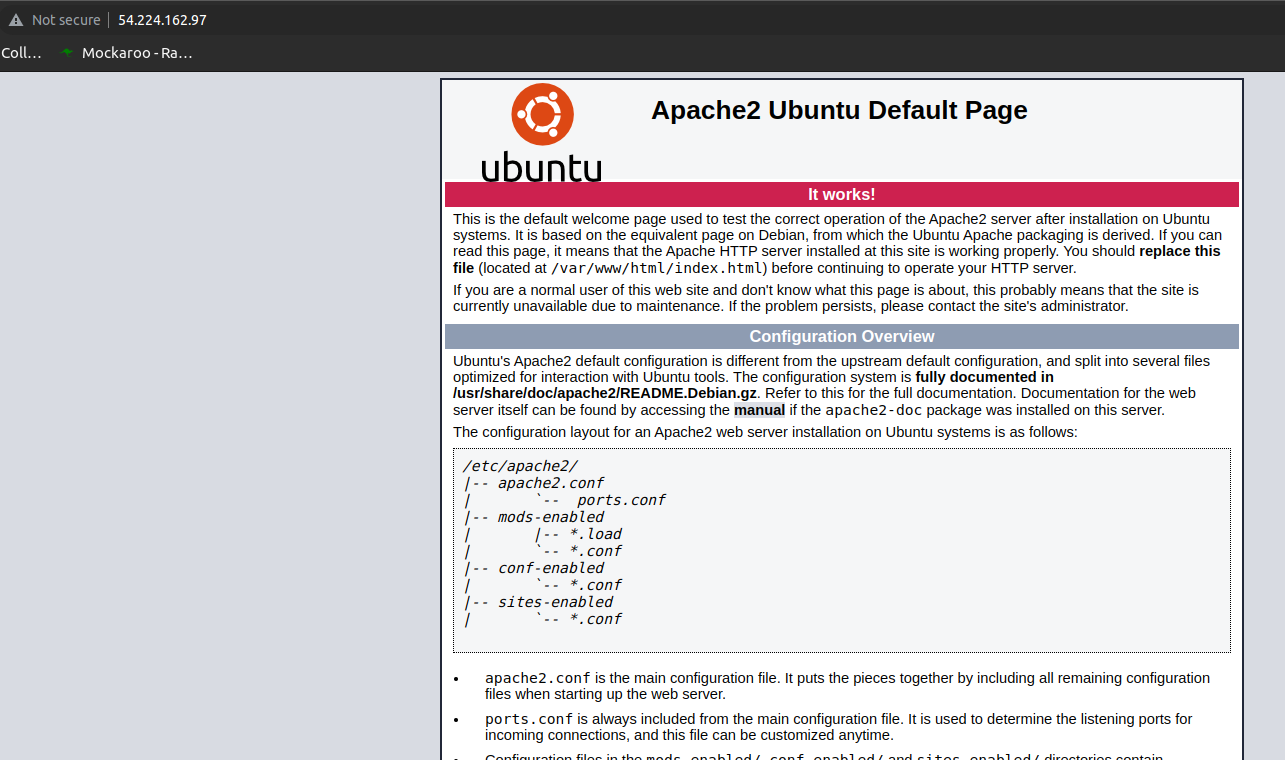 Not secure 54.224.162.97
Coll… Mockaroo - Ra…
Apache2 Ubuntu Default Page
ubuntu
It works!
This is the default welcome page used to test the correct operation of the Apache2 server after installation on Ubuntu
systems. It is based on the equivalent page on Debian, from which the Ubuntu Apache packaging is derived. If you can
read this page, it means that the Apache HTTP server installed at this site is working properly. You should replace this
file (located at /var/www/html/index.html) before continuing to operate your HTTP server.
If you are a normal user of this web site and don't know what this page is about, this probably means that the site is
currently unavailable due to maintenance. If the problem persists, please contact the site's administrator.
Configuration Overview
Ubuntu's Apache2 default configuration is different from the upstream default configuration, and split into several files
optimized for interaction with Ubuntu tools. The configuration system is fully documented in
/usr/share/doc/apache2/README.Debian.gz. Refer to this for the full documentation. Documentation for the web
server itself can be found by accessing the manual if the apache2-doc package was installed on this server.
The configuration layout for an Apache2 web server installation on Ubuntu systems is as follows:
/etc/apache2/
|-- apache2.conf
|       `--  ports.conf
|-- mods-enabled
|       |-- *.load
|       `-- *.conf
|-- conf-enabled
|       `-- *.conf
|-- sites-enabled
|       `-- *.conf
• apache2.conf is the main configuration file. It puts the pieces together by including all remaining configuration
files when starting up the web server.
• ports.conf is always included from the main configuration file. It is used to determine the listening ports for
incoming connections, and this file can be customized anytime.
• Configuration files in the mods-enabled/, conf-enabled/ and sites-enabled/ directories contain